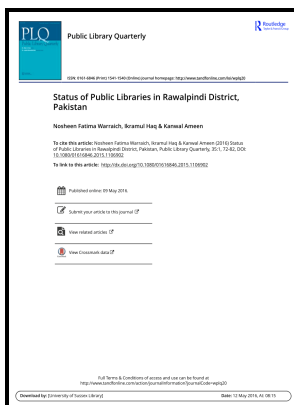 PLQ
Public Library Quarterly
Routledge
Taylor & Francis Group
ISSN: 0161-6846 (Print) 1541-1540 (Online) Journal homepage: http://www.tandfonline.com/loi/wplq20
Status of Public Libraries in Rawalpindi District,
Pakistan
Nosheen Fatima Warraich, Ikramul Haq & Kanwal Ameen
To cite this article: Nosheen Fatima Warraich, Ikramul Haq & Kanwal Ameen (2016) Status
of Public Libraries in Rawalpindi District, Pakistan, Public Library Quarterly, 35:1, 72-82, DOI:
10.1080/01616846.2015.1106902
To link to this article: http://dx.doi.org/10.1080/01616846.2015.1106902
Published online: 09 May 2016.
Submit your article to this journal
View related articles
View Crossmark data
Full Terms & Conditions of access and use can be found at
http://www.tandfonline.com/action/journalInformation?journalCode=wplq20
Download by: [University of Sussex Library]
Date: 12 May 2016, At: 08:15